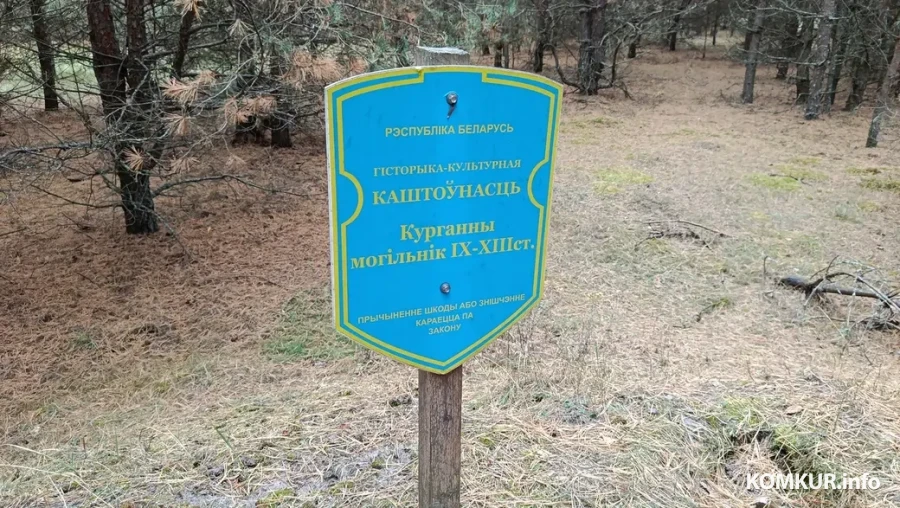 РЭСПУБЛІКА БЕЛАРУСЬ
ГІСТОРЫКА-КУЛЬТУРНАЯ
КАШТОЎНАСЦЬ
Курганны
могільнік IX-XIIIст.
ПРЫЧЫНЕННЕ ШКОДЫ АБО ЗНІШЧЭННЕ
КАРАЕЦЦА ПА
ЗАКОНУ
KOMKUR.info